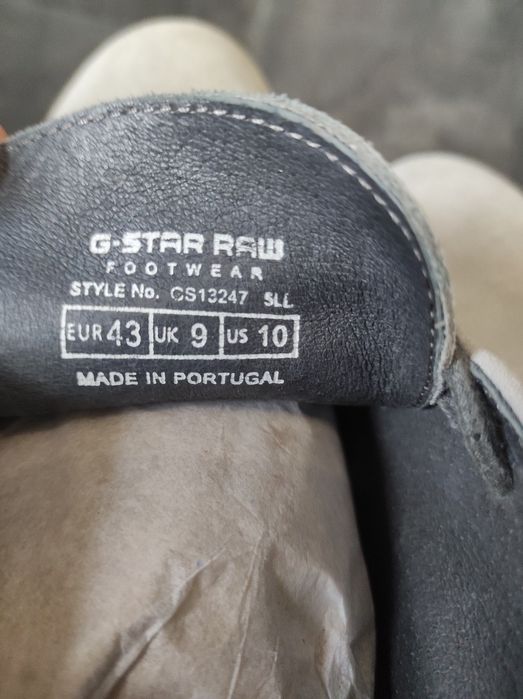 G-STAR RAW
FOOTWEAR
STYLE No. CS13247 SLL
EUR 43 UK 9 US 10
MADE IN PORTUGAL